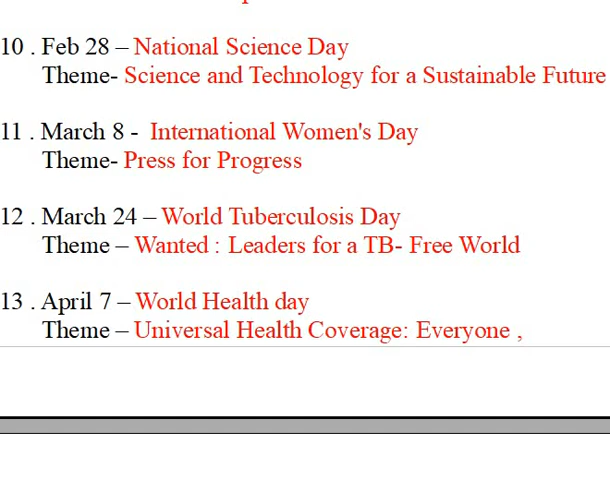 10 . Feb 28 – National Science Day
Theme- Science and Technology for a Sustainable Future
11 . March 8 -  International Women's Day
Theme- Press for Progress
12 . March 24 – World Tuberculosis Day
Theme – Wanted : Leaders for a TB- Free World
13 . April 7 – World Health day
Theme – Universal Health Coverage: Everyone ,